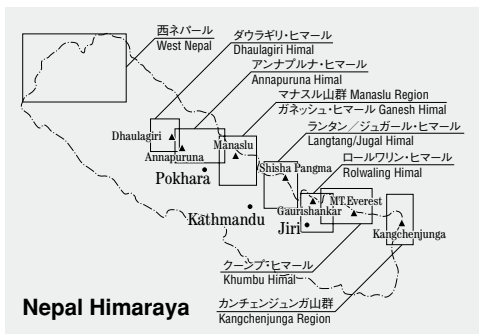 西ネパール
West Nepal
ダウラギリ・ヒマール
Dhaulagiri Himal
アンナプルナ・ヒマール
Annapuruna Himal
マナスル山群 Manaslu Region
ガネッシュ・ヒマール Ganesh Himal
ランタン／ジュガール・ヒマール
Langtang/Jugal Himal
ロールワリン・ヒマール
Rolwaling Himal
Dhaulagiri
Annapuruna
Manaslu
Shisha Pangma
Pokhara
Kathmandu
Gaurishankar
MT.Everest
Jiri
Kangchenjunga
クーンブ・ヒマール
Khumbu Himal
カンチェンジュンガ山群
Kangchenjunga Region
Nepal Himaraya